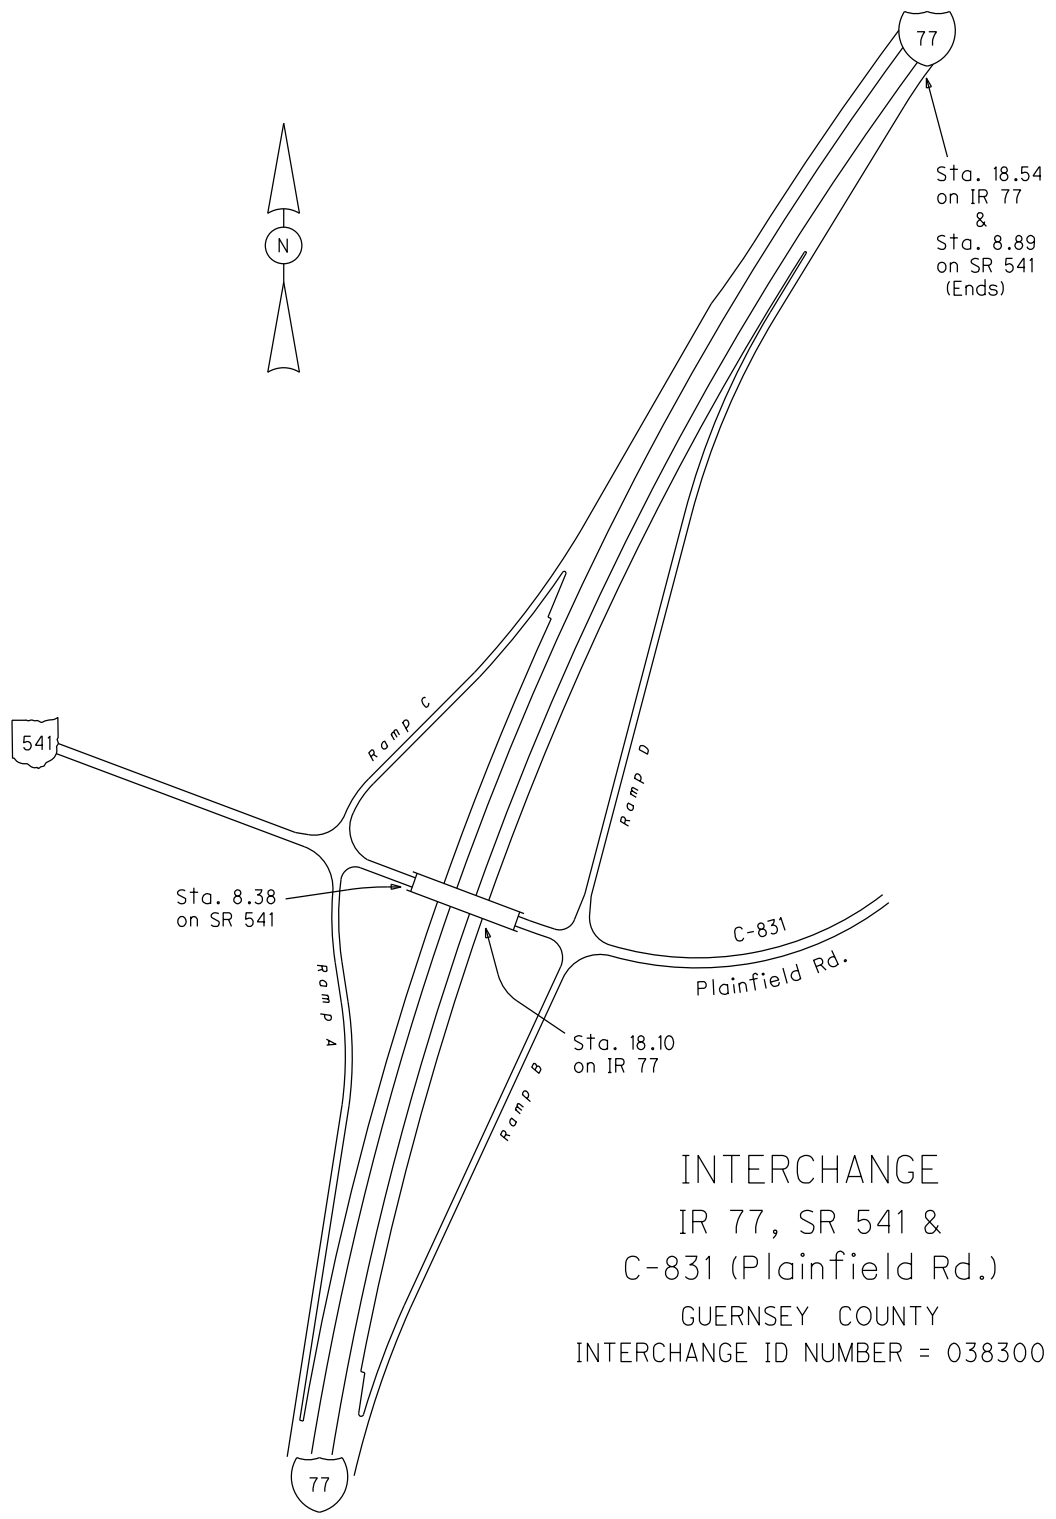 77
Sta. 18.54
on IR 77
&
Sta. 8.89
on SR 541
(Ends)
N
Ramp C
541
Ramp D
Sta. 8.38
on SR 541
C-831
Plainfield Rd.
Ramp A
Sta. 18.10
on IR 77
Ramp B
INTERCHANGE
IR 77, SR 541 &
C-831 (Plainfield Rd.)
GUERNSEY COUNTY
INTERCHANGE ID NUMBER = 038300
77